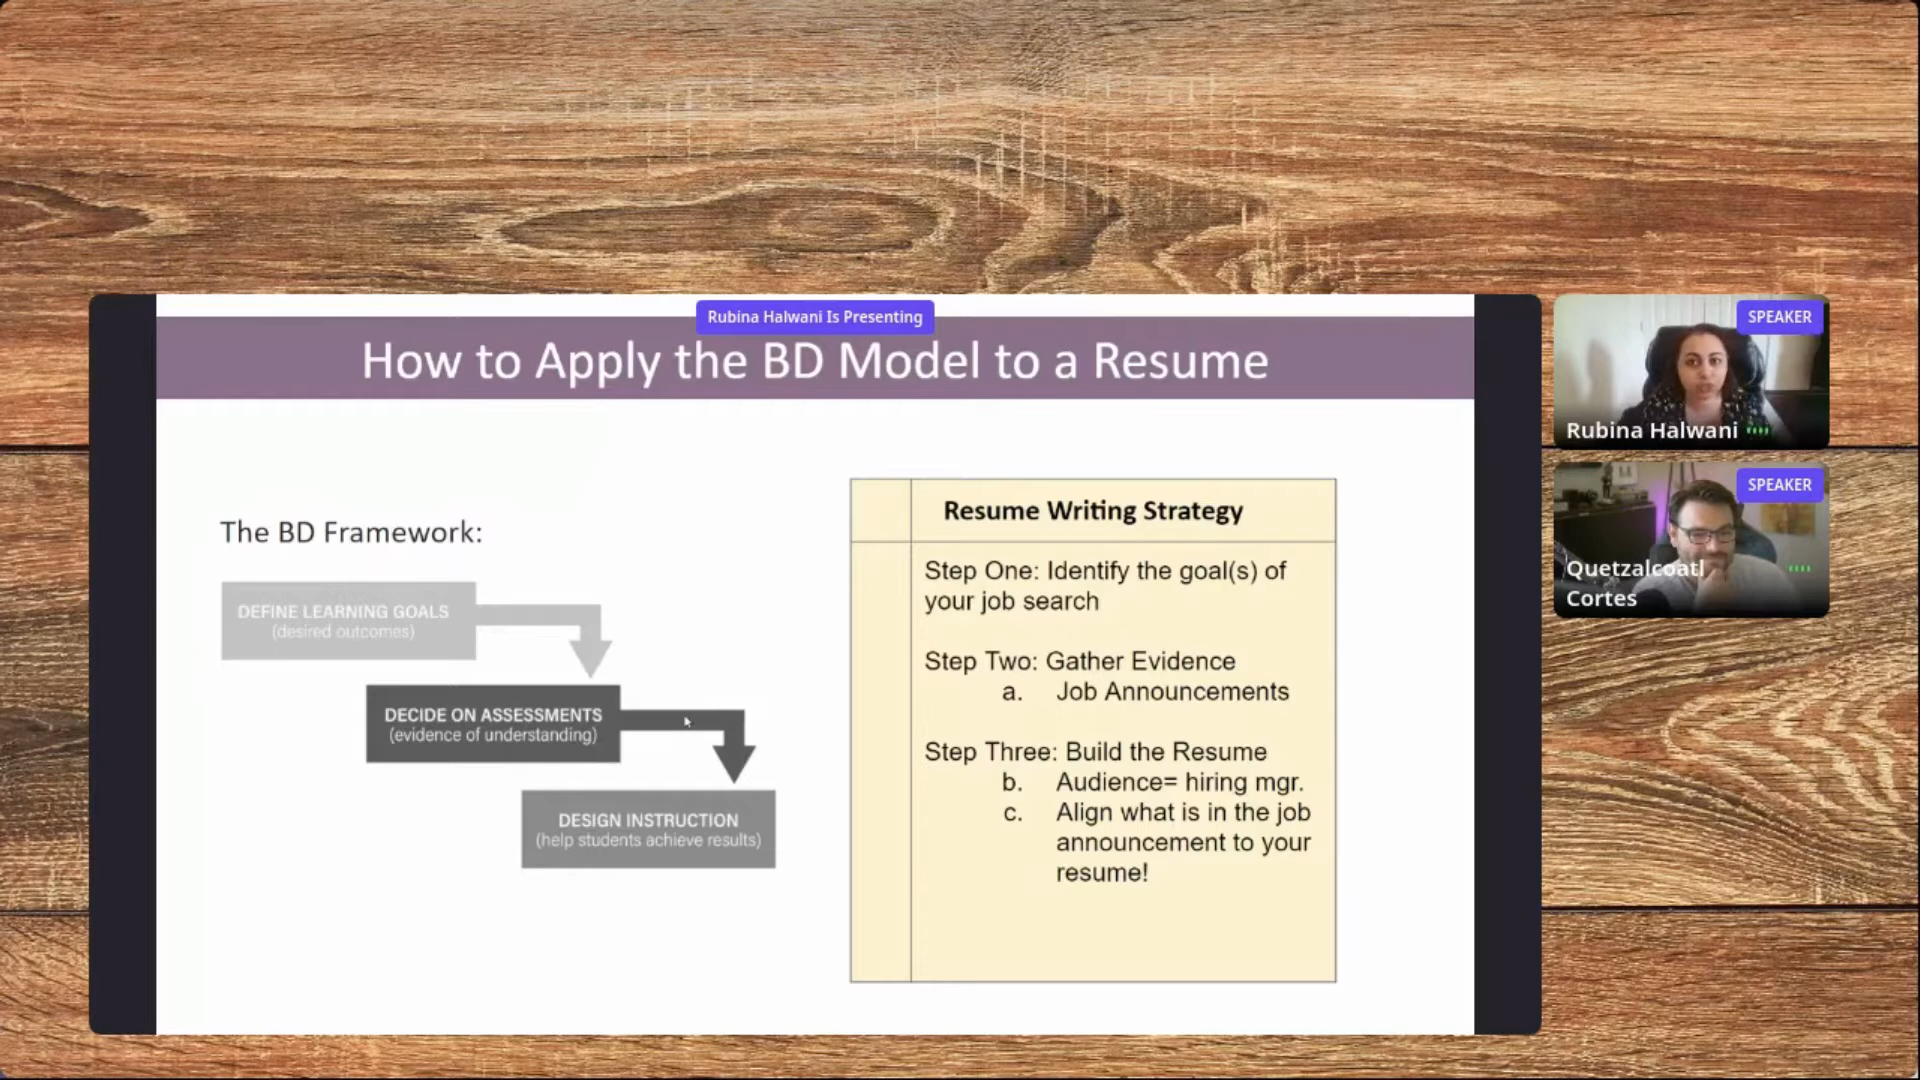 Rubina Halwani Is Presenting
How to Apply the BD Model to a Resume
The BD Framework:
DEFINE LEARNING GOALS
(desired outcomes)
DECIDE ON ASSESSMENTS
(evidence of understanding)
DESIGN INSTRUCTION
(help students achieve results)
Resume Writing Strategy
Step One: Identify the goal(s) of
your job search
Step Two: Gather Evidence
a. Job Announcements
Step Three: Build the Resume
b. Audience= hiring mgr.
c. Align what is in the job
announcement to your
resume!
SPEAKER
Rubina Halwani
SPEAKER
Quetzalcoatl
Cortes